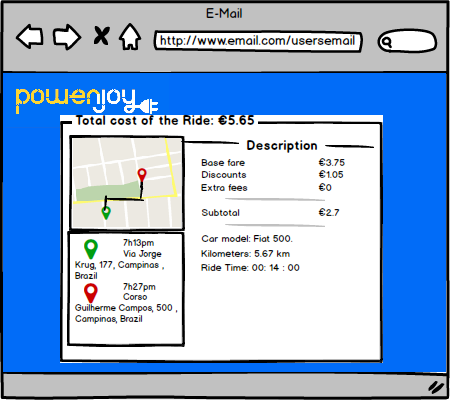 E-Mail
http://www.email.com/usersemail
powerenjoy
Total cost of the Ride: €5.65
Description
Base fare €3.75
Discounts €1.05
Extra fees €0
Subtotal €2.7
Car model: Fiat 500.
Kilometers: 5.67 km
Ride Time: 00: 14 : 00
7h13pm
Via Jorge
Krug, 177, Campinas ,
Brazil
7h27pm
Corso
Guilherme Campos, 500 ,
Campinas, Brazil